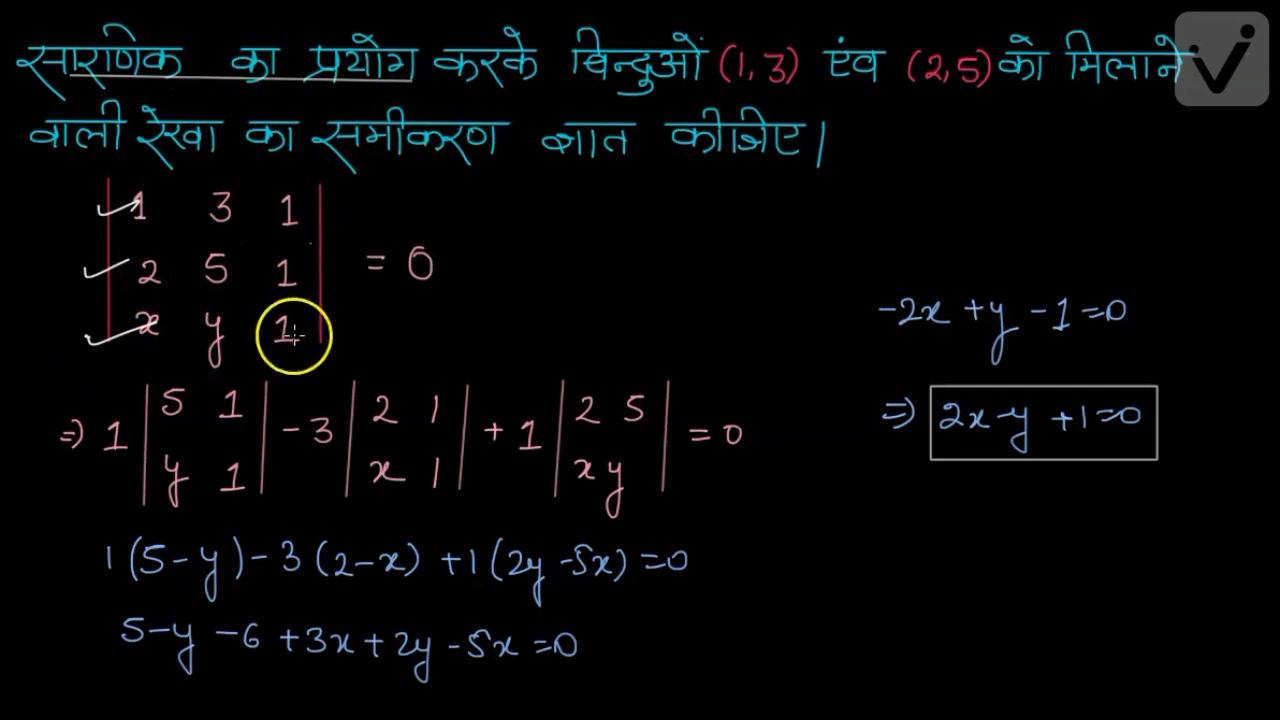 सारणिक का प्रयोग करके बिन्दुओं (1,3) एंव (2,5) को मिलाने
वाली रेखा का समीकरण ज्ञात कीजिए।
1 3 1
2 5 1 = 0
x y 1
⇒ 1 | 5 1 | - 3 | 2 1 | + 1 | 2 5 | = 0
| y 1 | | x 1 | | x y |
1(5-y) - 3(2-x) + 1(2y-5x) = 0
5-y -6 +3x + 2y - 5x = 0
-2x + y - 1 = 0
⇒ 2x - y + 1 = 0